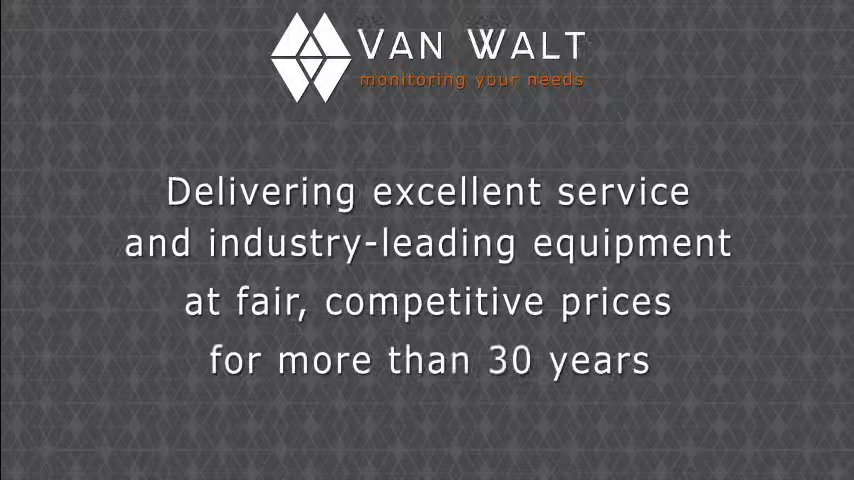 VAN WALT
monitoring your needs
Delivering excellent service
and industry-leading equipment
at fair, competitive prices
for more than 30 years